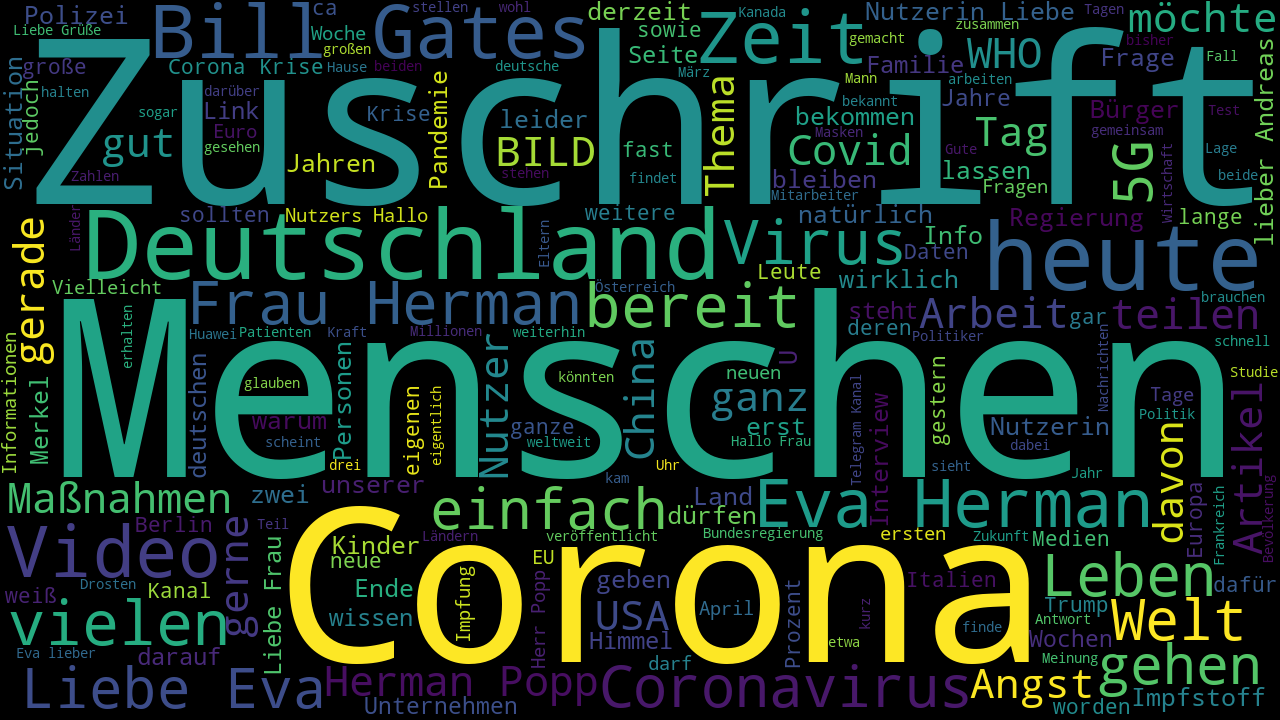 Polizei
Liebe Grüße
Bill Gates
ca
Woche
großen
stellen
wohl
derzeit
sowie
Seite
Kanada
Zeit
gemacht
Nutzerin Liebe
zusammen
Tagen
möchte
bisher
Zuschrift
große
Corona Krise
Hause
beiden
deutsche
März
Familie
WHO
Frage
Fall
Situation
halten
jedoch
sogar
darüber
Link
Euro
gesehen
gut
Krise
Pandemie
leider
BILD
fast
Thema
Mann
bekannt
bekommen
Masken
Covid
arbeiten
Jahre
Tag
Bürger
Test
gemeinsam
Andreas
Zahlen
Jahren
stehen
findet
bleiben
Mitarbeiter
Gute
lassen
Fragen
5G
Wirtschaft
Lage
beide
lieber
Länder
sollten
Nutzers Hallo
Eltern
weitere
natürlich
Regierung
lange
gerade
Deutschland
Virus
Info
Daten
heute
Vielleicht
Leute
wirklich
Frau Herman
Österreich
bereit
steht
Arbeit
gar
teilen
brauchen
Informationen
erhalten
Huawei
Patienten
Kraft
Millionen
weiterhin
deren
Politiker
Nachrichten
schnell
Menschen
Merkel
deutschen
glauben
Personen
eigenen
eigentlich
Nutzer
könnten
China
U
neuen
ganz
gestern
Studie
Tage
Politik
warum
scheint
drei
ganze
weltweit
erst
Hallo Frau
Telegram Kanal
Interview
Nutzerin
dabei
davon
Artikel
Uhr
kam
sieht
Jahr
Maßnahmen
zwei
unserer
einfach
dürfen
Land
Eva Herman
Europa
Frankreich
Bevölkerung
Berlin
Teil
Video
gerne
Liebe Frau
Corona
Kinder
neue
Ländern
veröffentlicht
Bundesregierung
ersten
Zukunft
Medien
Drosten
Kanal
Ende
wissen
Impfung
EU
Herr Popp
geben
USA
Himmel
April
Prozent
Italien
kurz
Leben
dafür
weiß
vielen
Trump
Antwort
Welt
finde
Wochen
Eva lieber
darauf
darf
etwa
Meinung
gehen
Liebe Eva
Herman Popp
Coronavirus
Angst
Unternehmen
worden
Impfstoff